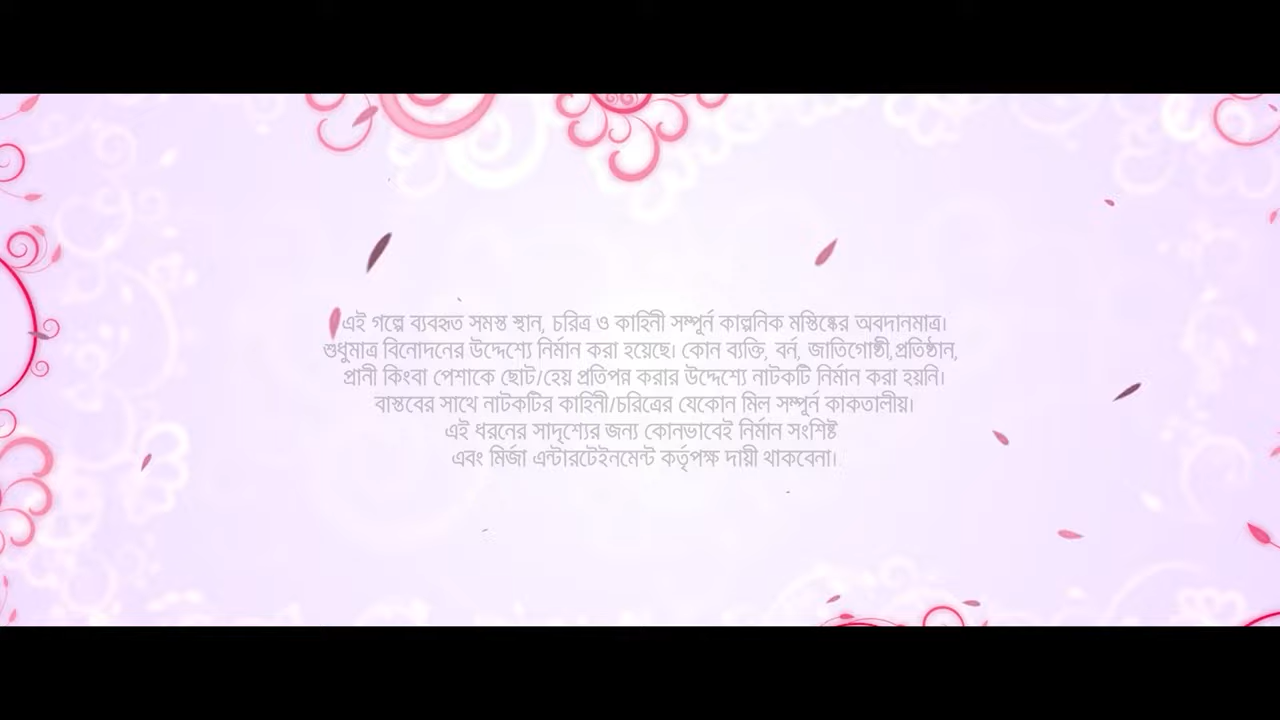 এই গল্পে ব্যবহৃত সমস্ত স্থান, চরিত্র ও কাহিনী সম্পূর্ন কাল্পনিক মস্তিষ্কের অবদানমাত্র।
শুধুমাত্র বিনোদনের উদ্দেশ্যে নির্মান করা হয়েছে। কোন ব্যক্তি, বর্ন, জাতিগোষ্ঠী,প্রতিষ্ঠান,
প্রানী কিংবা পেশাকে ছোট/হেয় প্রতিপন্ন করার উদ্দেশ্যে নাটকটি নির্মান করা হয়নি।
বাস্তবের সাথে নাটকটির কাহিনী/চরিত্রের যেকোন মিল সম্পূর্ন কাকতালীয়।
এই ধরনের সাদৃশ্যের জন্য কোনভাবেই নির্মান সংশিষ্ট
এবং মির্জা এন্টারটেইনমেন্ট কর্তৃপক্ষ দায়ী থাকবেনা।